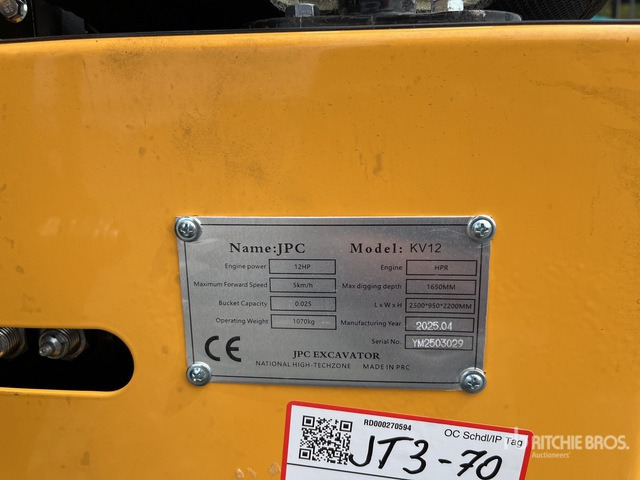 Name:JPC Model: KV12
Engine power 12HP Engine HPR
Maximum Forward Speed 5km/h Max digging depth 1650MM
Bucket Capacity 0.025 L x W x H 2500*950*2200MM
Operating Weight 1070kg Manufacturing Year 2025.04
Serial No. YM2503029
CE JPC EXCAVATOR
NATIONAL HIGH-TECHZONE MADE IN PRC
RD000270594 OC Schdl/IP Tag
JT3-70
RITCHIE BROS.
Auctioneers